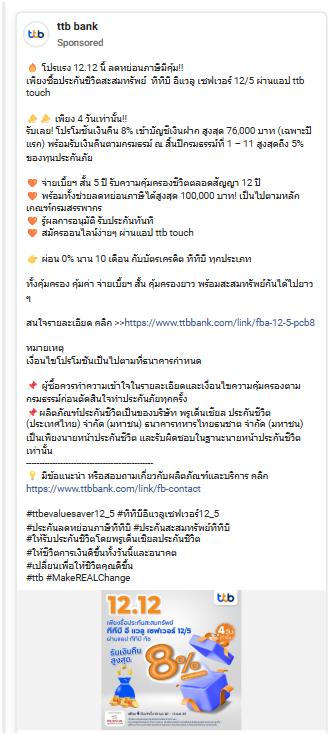 ttb bank
Sponsored
🔥 โปรแรง 12.12 นี้ ลดหย่อนภาษีมีคุ้ม!!
เพียงซื้อประกันชีวิตสะสมทรัพย์ ทีทีบี อีแวลู เซฟเวอร์ 12/5 ผ่านแอป ttb
touch
เพียง 4 วันเท่านั้น!!
รับเลย! โปรโมชันเงินคืน 8% เข้าบัญชีเงินฝาก สูงสุด 76,000 บาท (เฉพาะปี
แรก) พร้อมรับเงินคืนตามกรมธรม์ ณ สิ้นปีกรมธรรม์ที่ 1 – 11 สูงสุดถึง 5%
ของทุนประกันภัย
🧡 จ่ายเบี้ยฯ สั้น 5 ปี รับความคุ้มครองชีวิตตลอดสัญญา 12 ปี
🧡 พร้อมทั้งช่วยลดหย่อนภาษีได้สูงสุด 100,000 บาท! เป็นไปตามหลัก
เกณฑ์กรมสรรพากร
🧡 รู้ผลการอนุมัติ รับประกันทันที
🧡 สมัครออนไลน์ง่ายๆ ผ่านแอป ttb touch
👉 ผ่อน 0% นาน 10 เดือน กับบัตรเครดิต ทีทีบี ทุกประเภท
ทั้งคุ้มครอง คุ้มค่า จ่ายเบี้ยฯ สั้น คุ้มครองยาว พร้อมสะสมทรัพย์กันได้ไปยาว
ๆ
สนใจรายละเอียด คลิก >>https://www.ttbbank.com/link/fba-12-5-pcb8
หมายเหตุ
เงื่อนไขโปรโมชันเป็นไปตามที่ธนาคารกำหนด
📌 ผู้ซื้อควรทำความเข้าใจในรายละเอียดและเงื่อนไขความคุ้มครองตาม
กรมธรรม์ก่อนตัดสินใจทำประกันภัยทุกครั้ง
📌 ผลิตภัณฑ์ประกันชีวิตเป็นของบริษัท พรูเด็นเชียล ประกันชีวิต
(ประเทศไทย) จำกัด (มหาชน) ธนาคารทหารไทยธนชาต จำกัด (มหาชน)
เป็นเพียงนายหน้าประกันชีวิต และรับผิดชอบในฐานะนายหน้าประกันชีวิต
เท่านั้น
----------------------------------------------
💡 มีข้อแนะนำ หรือสอบถามเกี่ยวกับผลิตภัณฑ์และบริการ คลิก
https://www.ttbbank.com/link/fb-contact
#ttbevaluesaver12_5 #ทีทีบีอีแวลูเซฟเวอร์12_5
#ประกันลดหย่อนภาษีทีทีบี #ประกันสะสมทรัพย์ทีทีบี
#ให้รับประกันชีวิตโดยพรูเด็นเชียลประกันชีวิต
#ให้ชีวิตการเงินดีขึ้นทั้งวันนี้และอนาคต
#เปลี่ยนเพื่อให้ชีวิตคุณดีขึ้น
#ttb #MakeREALChange
12.12
ttb
เพียงซื้อประกันสะสมทรัพย์
ทีทีบี อี แวลู เซฟเวอร์ 12/5
ผ่านแอป ttb touch
4 วัน
รับเงินคืน
สูงสุด
8%